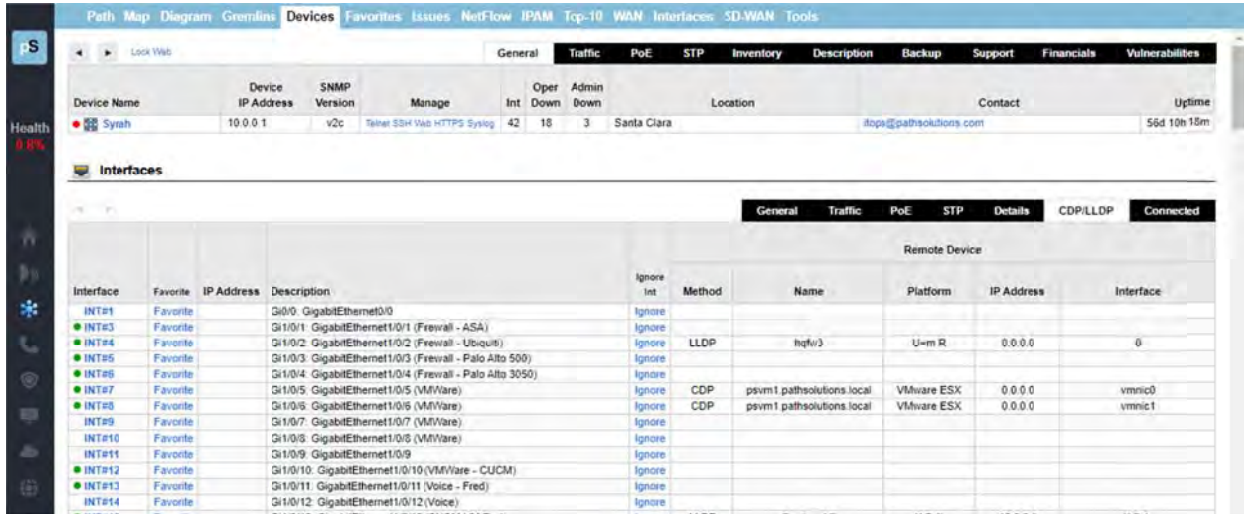 Path Map Diagram Gremlins Devices Favorites Issues NetFlow IPAM Top-10 WAN Interfaces SD-WAN Tools
pS
Lock Web General Traffic PoE STP Inventory Description Backup Support Financials Vulnerabilities
Device Name Device IP Address SNMP Version Manage Int Oper Down Admin Down Location Contact Uptime
Syrah 10.0.0.1 v2c Telnet SSH Web HTTPS Syslog 42 18 3 Santa Clara itops@pathsolutions.com 56d 10h 18m
Health
9.8%
Interfaces
General Traffic PoE STP Details CDP/LLDP Connected
Remote Device
Interface Favorite IP Address Description Ignore Int Method Name Platform IP Address Interface
INT#1 Favorite Gi0/0: GigabitEthernet0/0 Ignore
INT#3 Favorite Gi1/0/1: GigabitEthernet1/0/1 (Firewall - ASA) Ignore
INT#4 Favorite Gi1/0/2: GigabitEthernet1/0/2 (Firewall - Ubiquiti) Ignore LLDP hqfw3 0.0.0.0
INT#5 Favorite Gi1/0/3: GigabitEthernet1/0/3 (Firewall - Palo Alto 500) Ignore
INT#6 Favorite Gi1/0/4: GigabitEthernet1/0/4 (Firewall - Palo Alto 3050) Ignore
INT#7 Favorite Gi1/0/5: GigabitEthernet1/0/5 (VMWare) Ignore CDP psvm1.pathsolutions.local VMware ESX 0.0.0.0 vmnic0
INT#8 Favorite Gi1/0/6: GigabitEthernet1/0/6 (VMWare) Ignore CDP psvm1.pathsolutions.local VMware ESX 0.0.0.0 vmnic1
INT#9 Favorite Gi1/0/7: GigabitEthernet1/0/7 (VMWare) Ignore
INT#10 Favorite Gi1/0/8: GigabitEthernet1/0/8 (VMWare) Ignore
INT#11 Favorite Gi1/0/9: GigabitEthernet1/0/9 Ignore
INT#12 Favorite Gi1/0/10: GigabitEthernet1/0/10 (VMWare - CUCM) Ignore
INT#13 Favorite Gi1/0/11: GigabitEthernet1/0/11 (Voice - Fred) Ignore
INT#14 Favorite Gi1/0/12: GigabitEthernet1/0/12 (Voice) Ignore